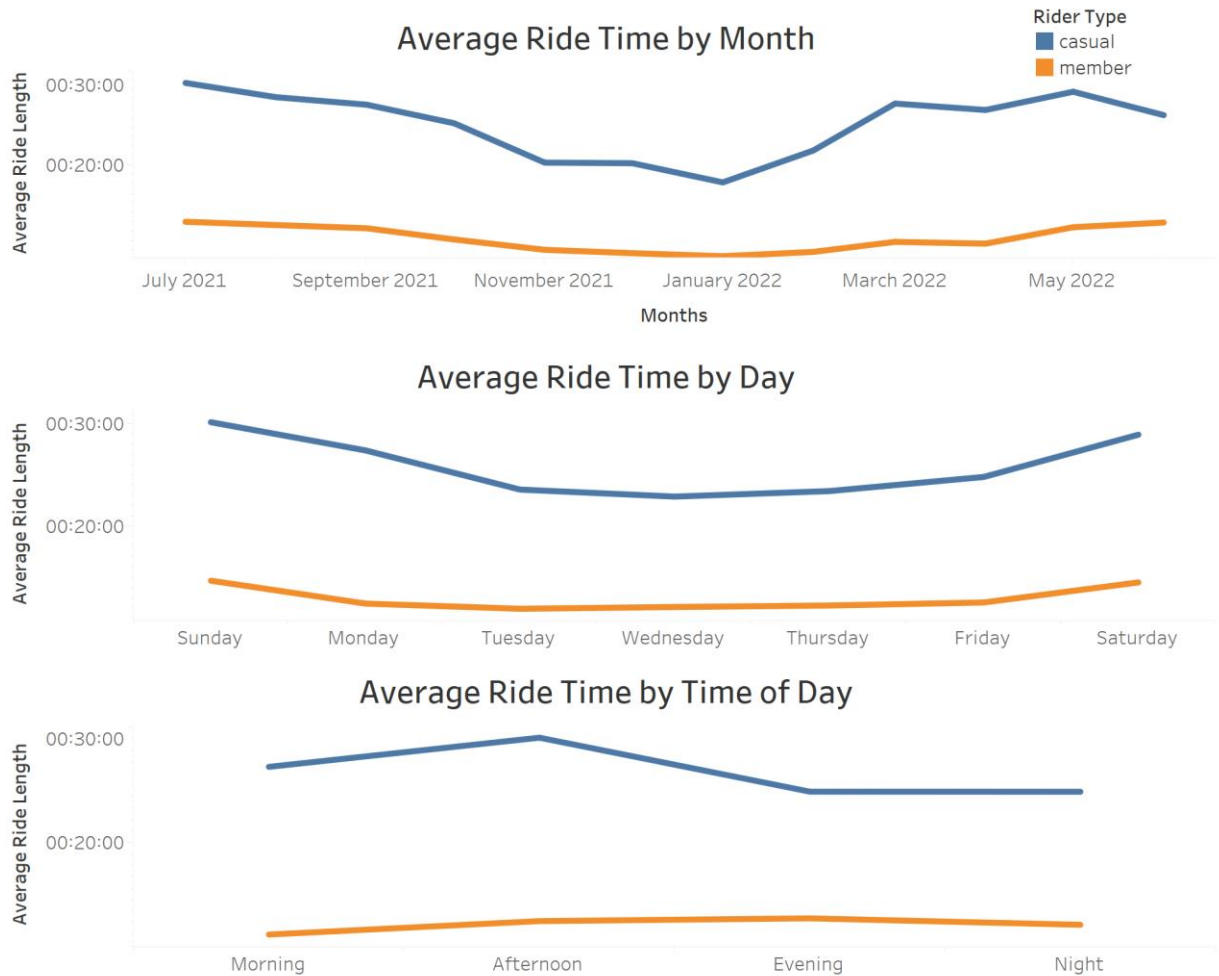 Average Ride Time by Month
Rider Type
casual
member
Average Ride Length
00:30:00
00:20:00
July 2021 September 2021 November 2021 January 2022 March 2022 May 2022
Months
Average Ride Time by Day
Average Ride Length
00:30:00
00:20:00
Sunday Monday Tuesday Wednesday Thursday Friday Saturday
Average Ride Time by Time of Day
Average Ride Length
00:30:00
00:20:00
Morning Afternoon Evening Night